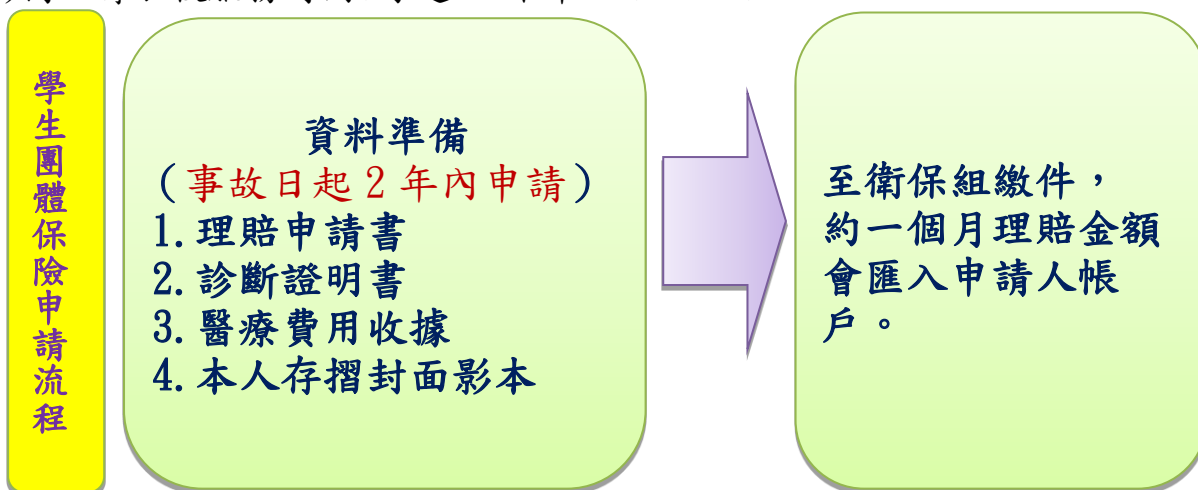 學生團體保險申請流程
資料準備
（事故日起2年內申請）
1.理賠申請書
2.診斷證明書
3.醫療費用收據
4.本人存摺封面影本
至衛保組繳件，
約一個月理賠金額
會匯入申請人帳
戶。